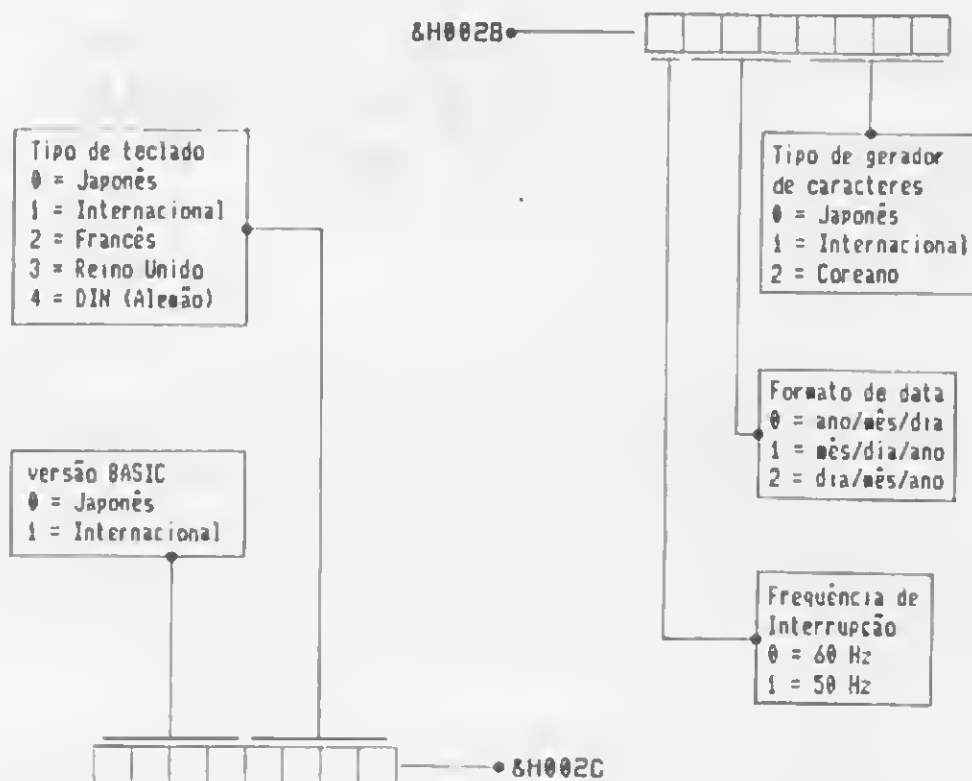 &H002B
Tipo de teclado
0 = Japonês
1 = Internacional
2 = Francês
3 = Reino Unido
4 = DIN (Alemão)
Tipo de gerador
de caracteres
0 = Japonês
1 = Internacional
2 = Coreano
Formato de data
0 = ano/mês/dia
1 = mês/dia/ano
2 = dia/mês/ano
versão BASIC
0 = Japonês
1 = Internacional
Frequência de
Interrupção
0 = 60 Hz
1 = 50 Hz
&H002C